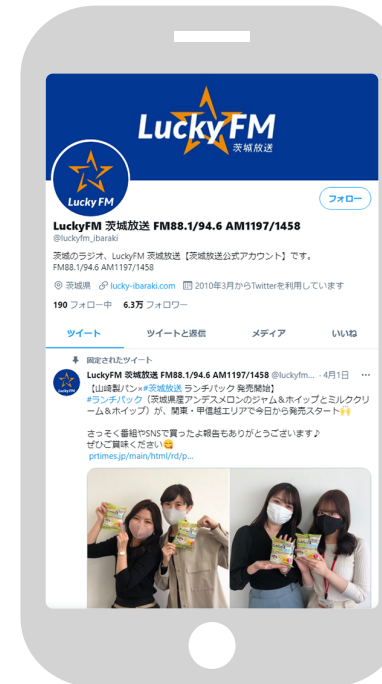 LuckyFM
茨城放送
Lucky FM
フォロー
LuckyFM 茨城放送 FM88.1/94.6 AM1197/1458
@luckyfm_ibaraki
茨城のラジオ、LuckyFM 茨城放送【茨城放送公式アカウント】です。
FM88.1/94.6 AM1197/1458
茨城県 lucky-ibaraki.com 2010年3月からTwitterを利用しています
190 フォロー中 6.3万 フォロワー
ツイート ツイートと返信 メディア いいね
固定されたツイート
LuckyFM 茨城放送 FM88.1/94.6 AM1197/1458 @luckyfm... ·4月1日 ···
【山崎製パン×#茨城放送 ランチパック 発売開始】
#ランチパック（茨城県産アンデスメロンのジャム＆ホイップとミルククリ
ーム＆ホイップ）が、関東・甲信越エリアで今日から発売スタート🙌
さっそく番組やSNSで買ったよ報告もありがとうございます♪
ぜひご賞味ください😋
prtimes.jp/main/html/rd/p...